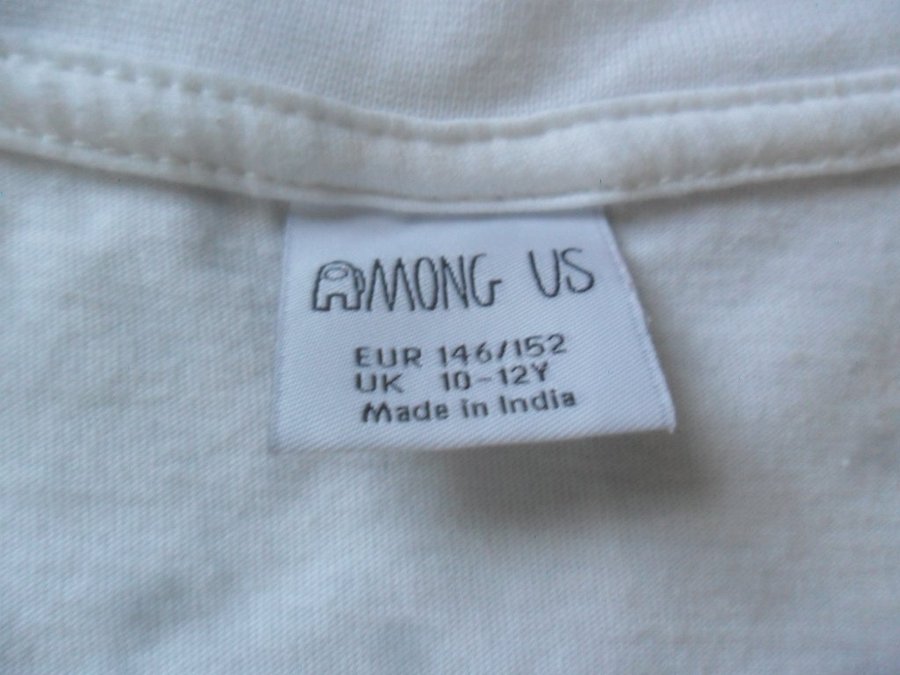 AMONG US
EUR 146/152
UK 10-12Y
Made in India